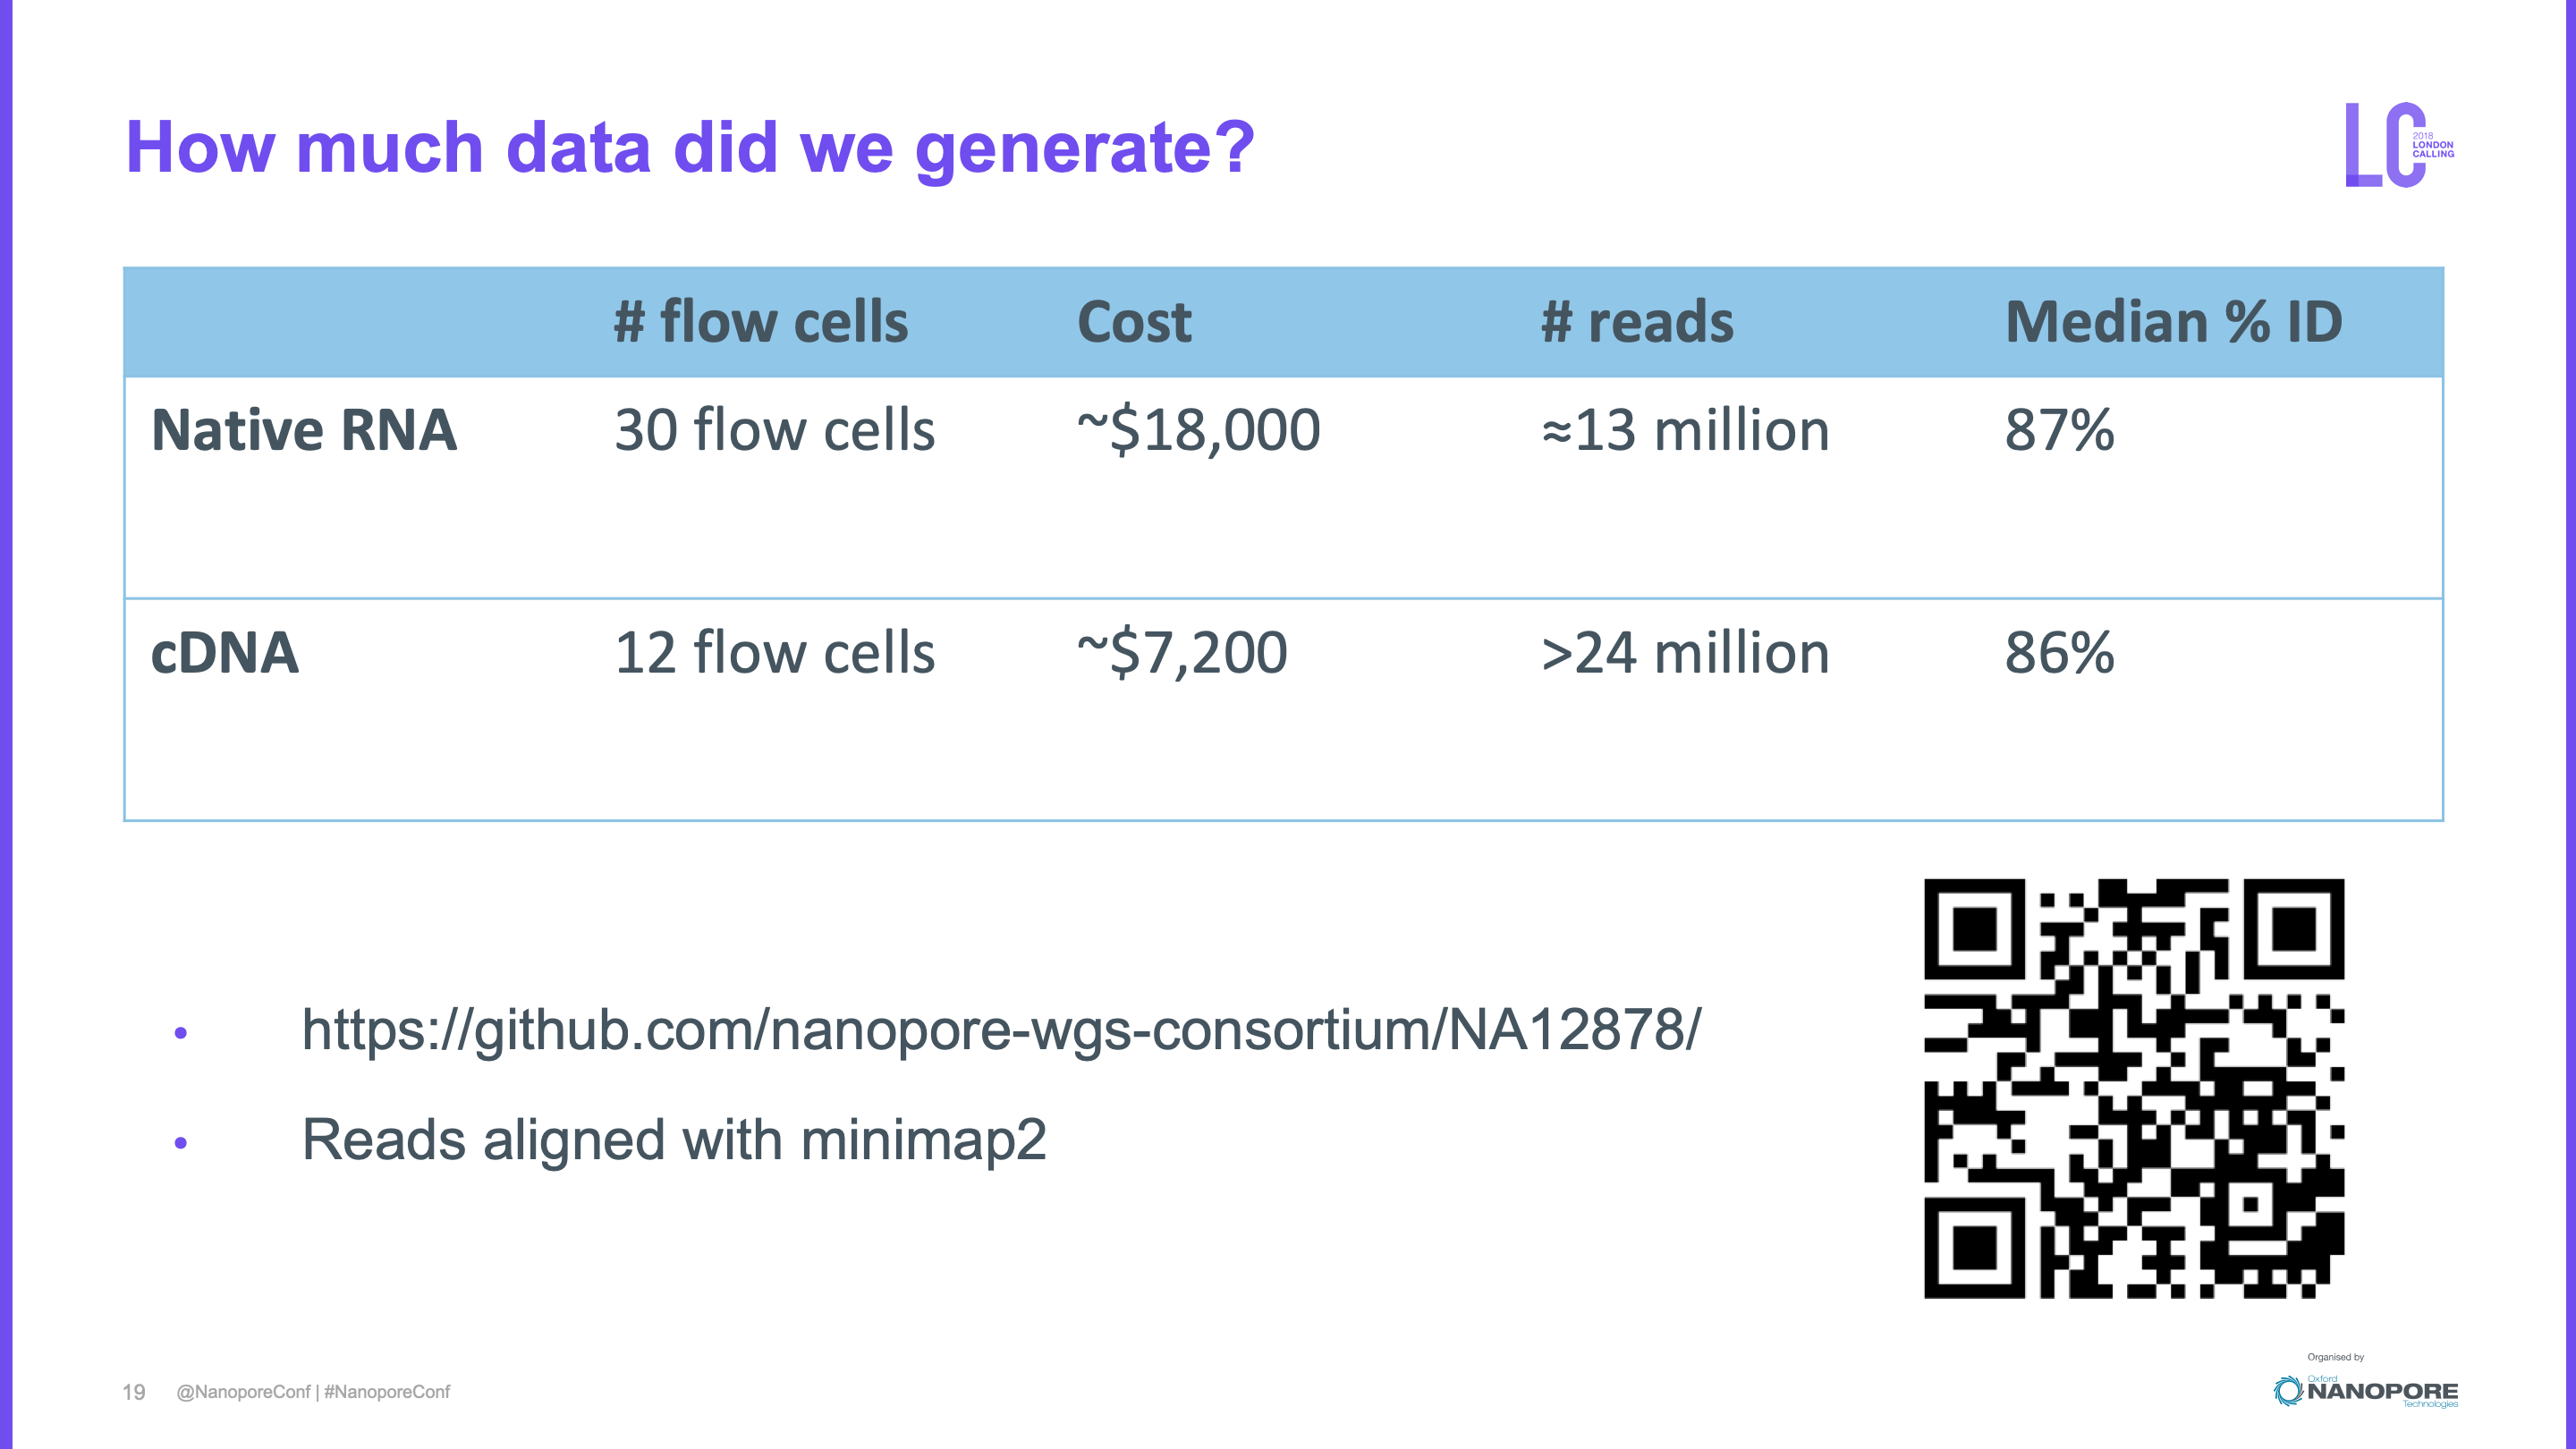 How much data did we generate?
LC 2018 LONDON CALLING
# flow cells Cost # reads Median % ID
Native RNA 30 flow cells ~$18,000 ≈13 million 87%
cDNA 12 flow cells ~$7,200 >24 million 86%
• https://github.com/nanopore-wgs-consortium/NA12878/
• Reads aligned with minimap2
Organised by
19 @NanoporeConf | #NanoporeConf
Oxford
NANOPORE
Technologies